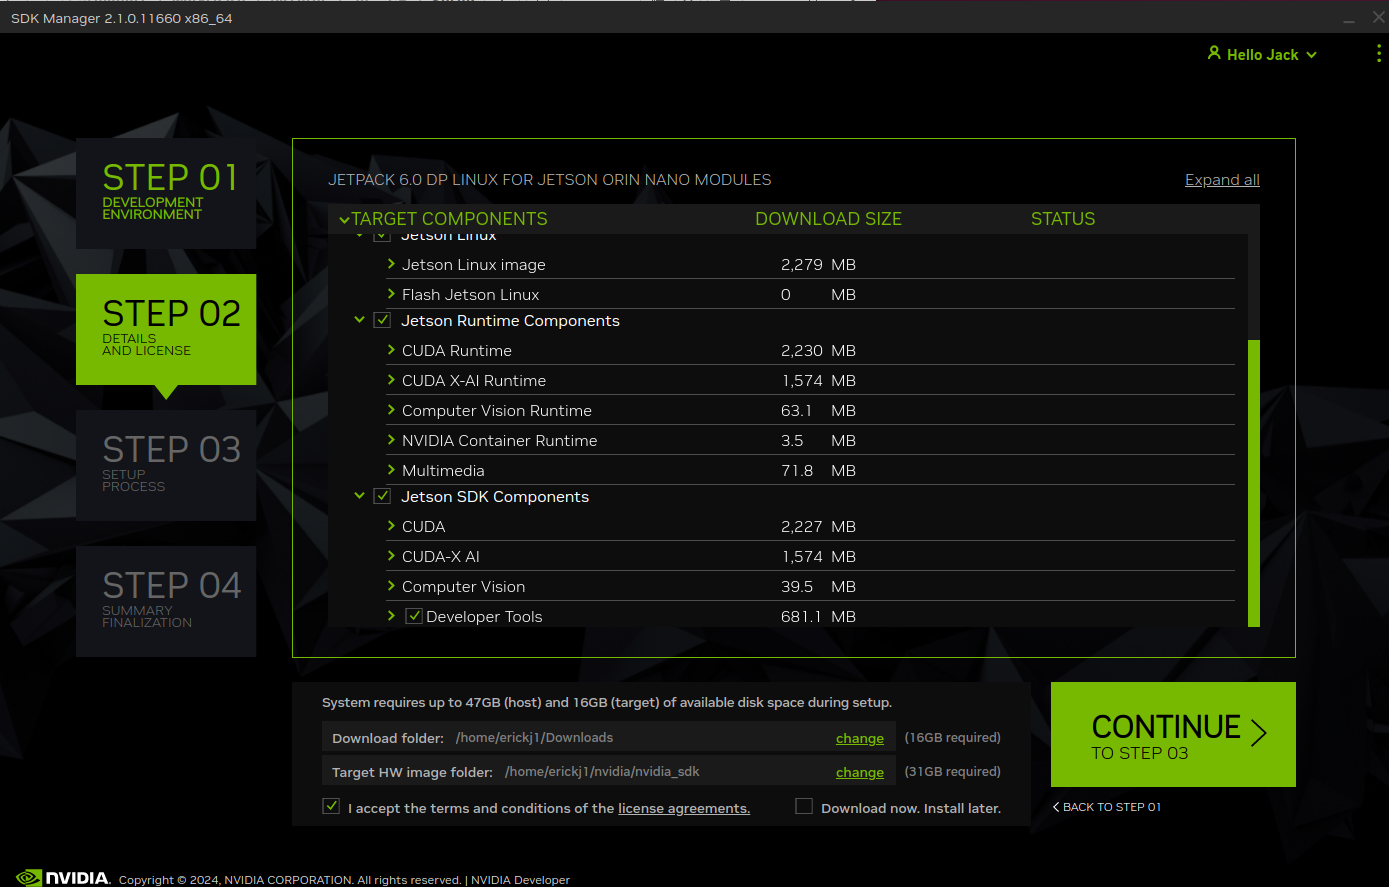 SDK Manager 2.1.0.11660 x86_64
Hello Jack
STEP 01
DEVELOPMENT
ENVIRONMENT
STEP 02
DETAILS
AND LICENSE
STEP 03
SETUP
PROCESS
STEP 04
SUMMARY
FINALIZATION
JETPACK 6.0 DP LINUX FOR JETSON ORIN NANO MODULES Expand all
TARGET COMPONENTS DOWNLOAD SIZE STATUS
Jetson Linux
Jetson Linux image 2,279 MB
Flash Jetson Linux 0 MB
Jetson Runtime Components
CUDA Runtime 2,230 MB
CUDA X-AI Runtime 1,574 MB
Computer Vision Runtime 63.1 MB
NVIDIA Container Runtime 3.5 MB
Multimedia 71.8 MB
Jetson SDK Components
CUDA 2,227 MB
CUDA-X AI 1,574 MB
Computer Vision 39.5 MB
Developer Tools 681.1 MB
System requires up to 47GB (host) and 16GB (target) of available disk space during setup.
Download folder: /home/erickj1/Downloads change (16GB required)
Target HW image folder: /home/erickj1/nvidia/nvidia_sdk change (31GB required)
I accept the terms and conditions of the license agreements. Download now. Install later.
CONTINUE
TO STEP 03
BACK TO STEP 01
NVIDIA. Copyright © 2024, NVIDIA CORPORATION. All rights reserved. | NVIDIA Developer